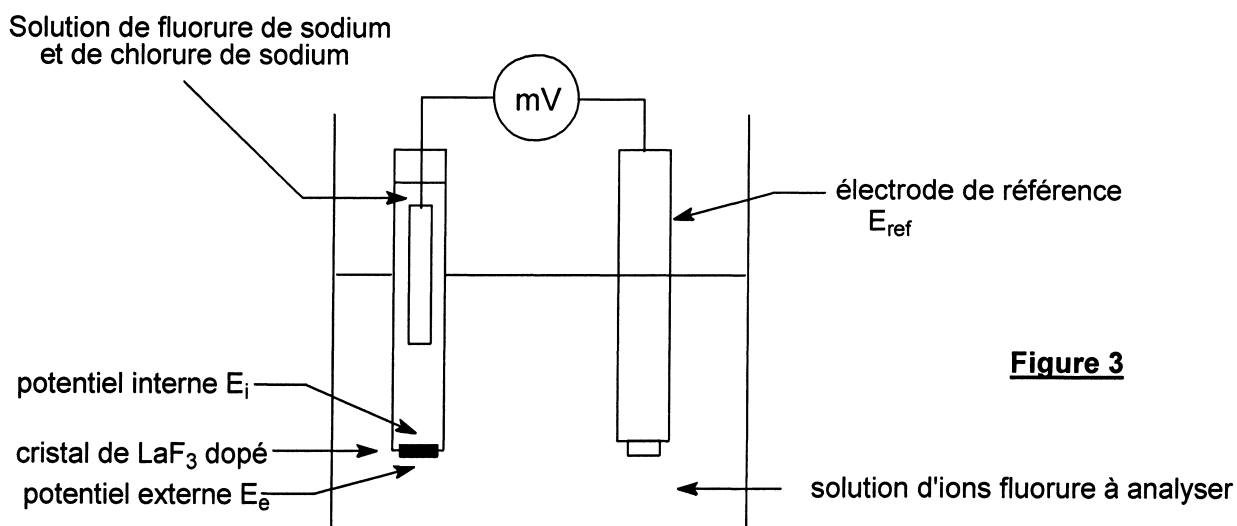 Solution de fluorure de sodium
et de chlorure de sodium
mV
électrode de référence
E_ref
Figure 3
potentiel interne E_i
cristal de LaF_3 dopé
potentiel externe E_e
solution d'ions fluorure à analyser